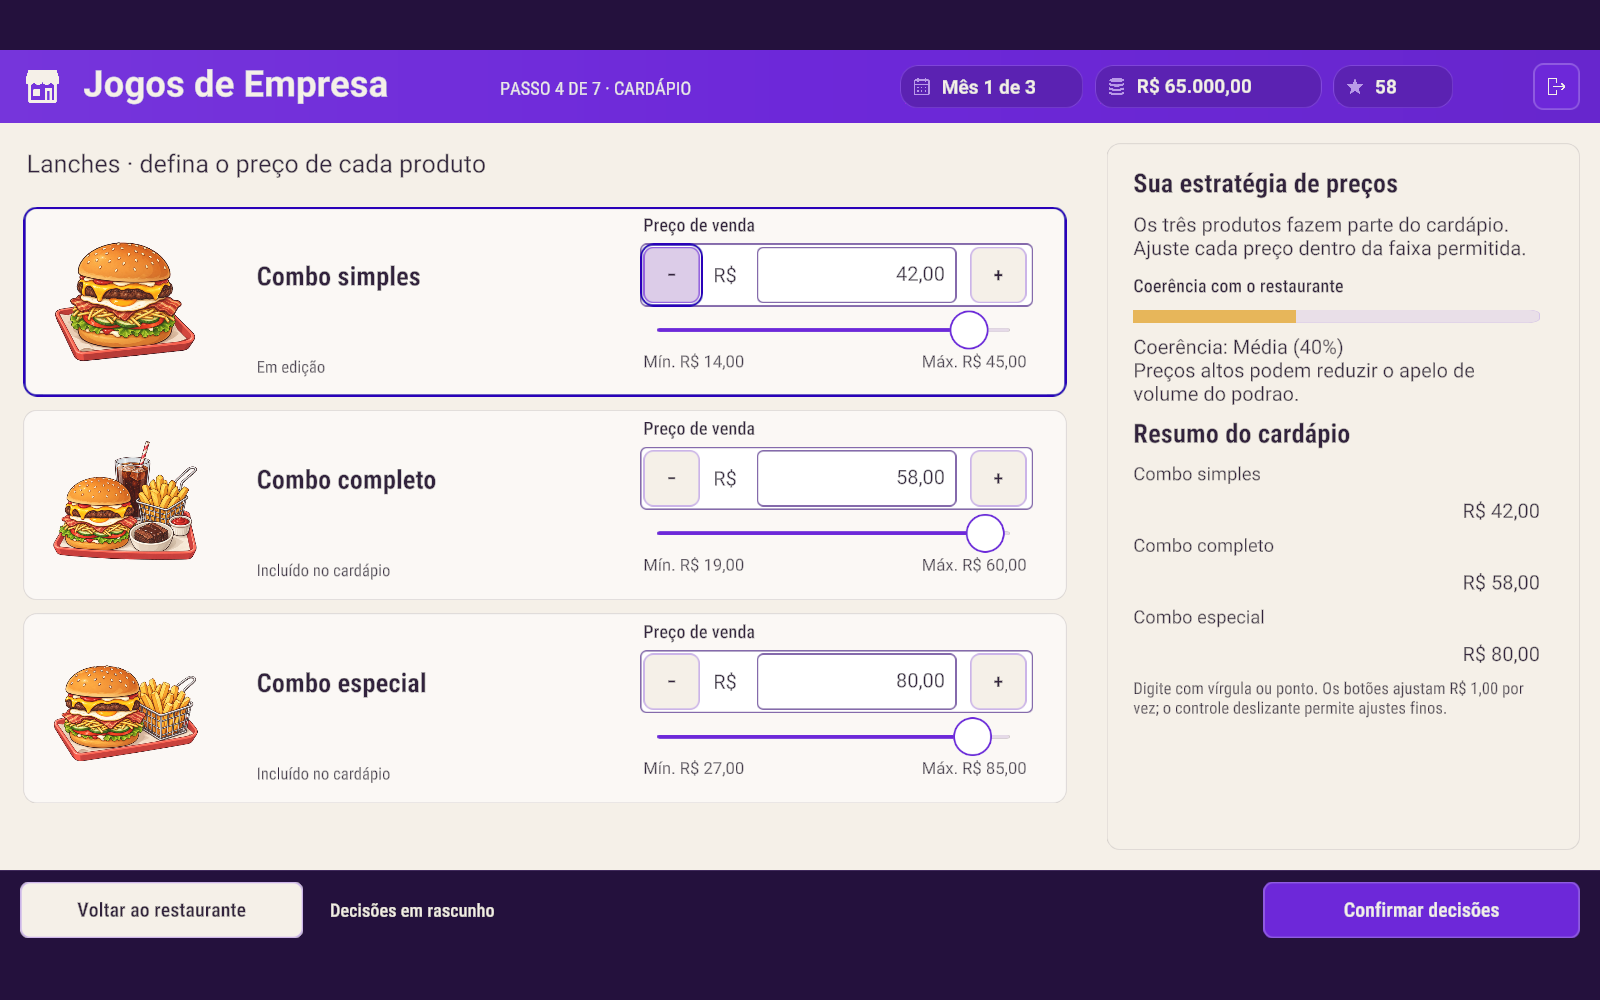 Jogos de Empresa
PASSO 4 DE 7 · CARDÁPIO
Mês 1 de 3
R$ 65.000,00
58
Lanches · defina o preço de cada produto
Combo simples
Em edição
Preço de venda
- R$ 42,00 +
Mín. R$ 14,00
Máx. R$ 45,00
Combo completo
Incluído no cardápio
Preço de venda
- R$ 58,00 +
Mín. R$ 19,00
Máx. R$ 60,00
Combo especial
Incluído no cardápio
Preço de venda
- R$ 80,00 +
Mín. R$ 27,00
Máx. R$ 85,00
Sua estratégia de preços
Os três produtos fazem parte do cardápio.
Ajuste cada preço dentro da faixa permitida.
Coerência com o restaurante
Coerência: Média (40%)
Preços altos podem reduzir o apelo de
volume do podrao.
Resumo do cardápio
Combo simples
R$ 42,00
Combo completo
R$ 58,00
Combo especial
R$ 80,00
Digite com vírgula ou ponto. Os botões ajustam R$ 1,00 por
vez; o controle deslizante permite ajustes finos.
Voltar ao restaurante
Decisões em rascunho
Confirmar decisões